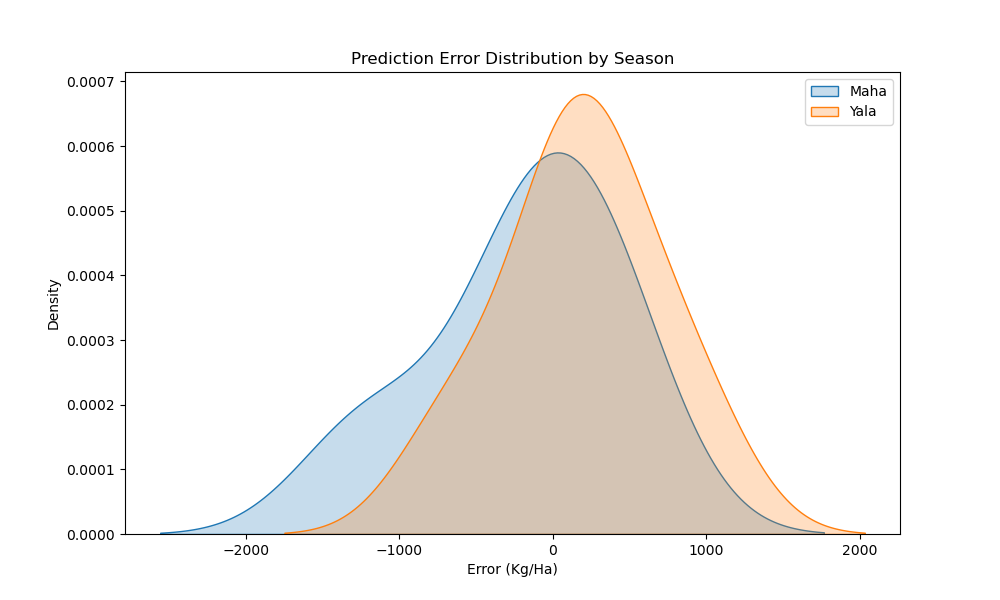 Prediction Error Distribution by Season
Maha
Yala
0.0007
0.0006
0.0005
0.0004
0.0003
0.0002
0.0001
0.0000
Density
−2000 −1000 0 1000 2000
Error (Kg/Ha)